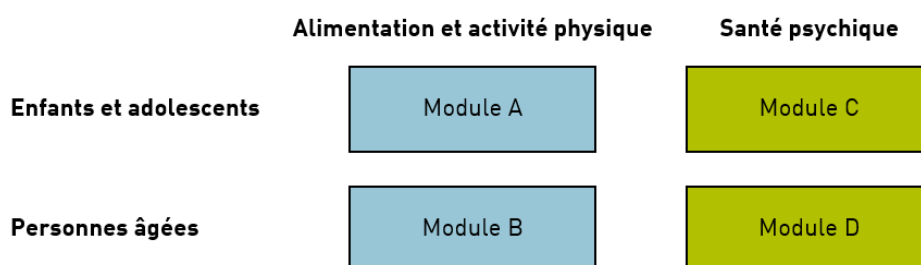 Alimentation et activité physique Santé psychique
Enfants et adolescents Module A Module C
Personnes âgées Module B Module D